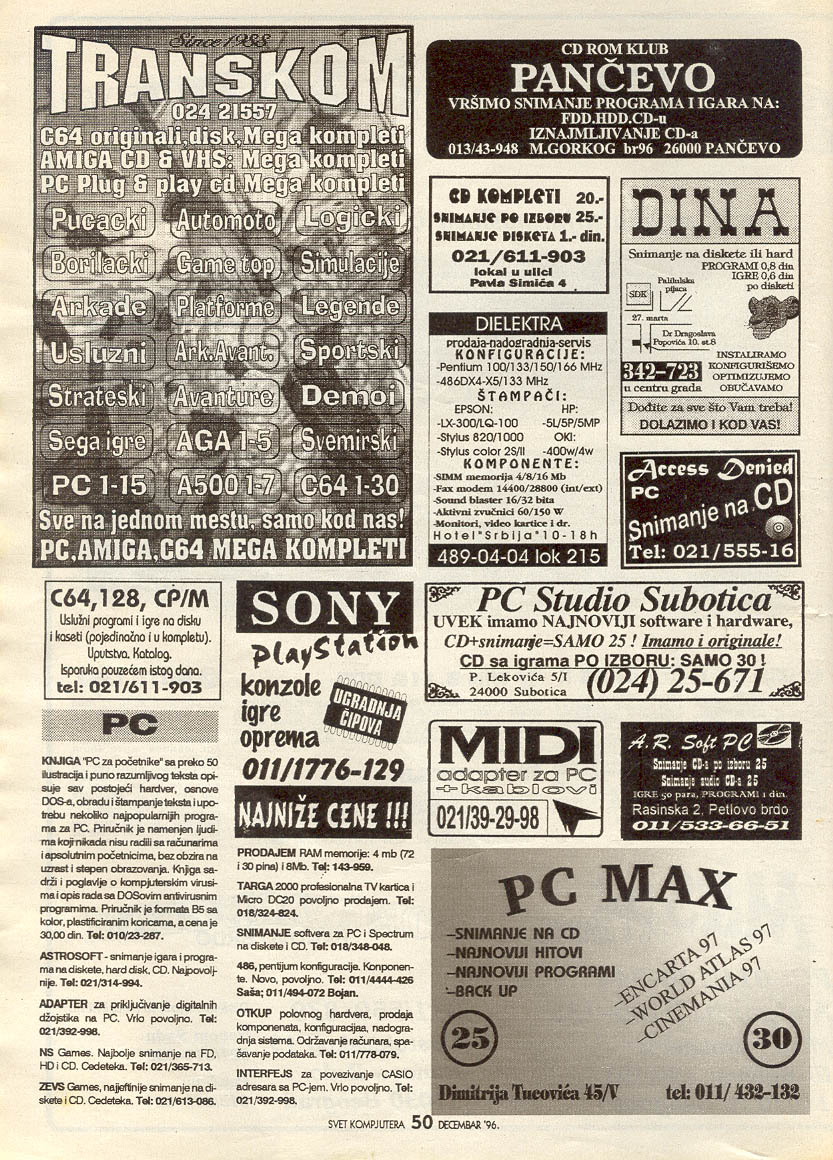 Since 1988.
TRANSKOM
024 21557
C64 originali,disk,Mega kompleti
AMIGA CD & VHS: Mega kompleti
PC Plug & play cd Mega kompleti
Pucacki Automoto Logicki
Borilacki Game top Simulacije
Arkade Platforme Legende
Usluzni Ark.Avant. Sportski
Strateski Avanture Demoi
Sega igre AGA 1-5 Svemirski
PC 1-15 A500 1-7 C64 1-30
Sve na jednom mestu, samo kod nas!
PC,AMIGA,C64 MEGA KOMPLETI
CD ROM KLUB
PANČEVO
VRŠIMO SNIMANJE PROGRAMA I IGARA NA:
FDD.HDD.CD-u
IZNAJMLJIVANJE CD-a
013/43-948 M.GORKOG br96 26000 PANČEVO
CD KOMPLETI 20.-
SNIMANJE PO IZBORU 25.-
SNIMANJE DISKETA 1.- din.
021/611-903
lokal u ulici
Pavla Simića 4
DINA
Snimanje na diskete ili hard
PROGRAMI 0,8 din
IGRE 0,6 din
po disketi
Palilulska
pijaca
SDK
27. marta
Dr Dragoslava
Popovića 10. st.8
342-723
u centru grada
INSTALIRAMO
KONFIGURIŠEMO
OPTIMIZUJEMO
OBUČAVAMO
Dođite za sve što Vam treba!
DOLAZIMO I KOD VAS!
DIELEKTRA
prodaja-nadogradnja-servis
KONFIGURACIJE:
-Pentium 100/133/150/166 MHz
-486DX4-X5/133 MHz
ŠTAMPAČI:
EPSON: HP:
-LX-300/LQ-100 -5L/5P/5MP
-Stylus 820/1000 OKI:
-Stylus color 2S/II -400w/4w
KOMPONENTE:
-SIMM memorija 4/8/16 Mb
-Fax modem 14400/28800 (int/ext)
-Sound blaster 16/32 bita
-Aktivni zvučnici 60/150 W
-Monitori, video kartice i dr.
Hotel"Srbija"10-18h
489-04-04 lok 215
Access Denied
PC
Snimanje na CD
Tel: 021/555-16
C64,128, CP/M
Uslužni programi i igre na disku
i kaseti (pojedinačno i u kompletu).
Uputstva. Katalog.
Isporuka pouzećem istog dana.
tel: 021/611-903
SONY
PlayStation
konzole
igre
oprema
UGRADNJA
ČIPOVA
011/1776-129
NAJNIŽE CENE !!!
PC Studio Subotica
UVEK imamo NAJNOVIJI software i hardware,
CD+snimanje=SAMO 25 ! Imamo i originale!
CD sa igrama PO IZBORU: SAMO 30 !
P. Lekovića 5/I
24000 Subotica (024) 25-671
MIDI
adapter za PC
+kablovi
021/39-29-98
A.R. Soft PC
Snimanje CD-a po izboru 25
Snimanje audio CD-a 25
IGRE 50 para, PROGRAMI 1 din.
Rasinska 2, Petlovo brdo
011/533-66-51
PC
KNJIGA "PC za početnike" sa preko 50
ilustracija i puno razumljivog teksta opi-
suje sav postojeći hardver, osnove
DOS-a, obradu i štampanje teksta i upo-
trebu nekoliko najpopularnijih progra-
ma za PC. Priručnik je namenjen ljudi-
ma koji nikada nisu radili sa računarima
i apsolutnim početnicima, bez obzira na
uzrast i stepen obrazovanja. Knjiga sa-
drži i poglavlje o kompjuterskim virusi-
ma i opis rada sa DOSovim antivirusnim
programima. Priručnik je formata B5 sa
kolor, plastificiranim koricama, a cena je
30,00 din. Tel: 010/23-287.
ASTROSOFT - snimanje igara i progra-
ma na diskete, hard disk, CD. Najpovolj-
nije. Tel: 021/314-994.
ADAPTER za priključivanje digitalnih
džojstika na PC. Vrlo povoljno. Tel:
021/392-998.
NS Games. Najbolje snimanje na FD,
HD i CD. Cedeteka. Tel: 021/365-713.
ZEVS Games, najjeftinije snimanje na di-
skete i CD. Cedeteka. Tel: 021/613-086.
PRODAJEM RAM memorije: 4 mb (72
i 30 pina) i 8Mb. Tel: 143-959.
TARGA 2000 profesionalna TV kartica i
Micro DC20 povoljno prodajem. Tel:
018/324-824.
SNIMANJE softvera za PC i Spectrum
na diskete i CD. Tel: 018/348-048.
486, pentijum konfiguracije. Konponen-
te. Novo, povoljno. Tel: 011/4444-426
Saša; 011/494-072 Bojan.
OTKUP polovnog hardvera, prodaja
komponenata, konfiguracijaa, nadogra-
dnja sistema. Održavanje računara, spa-
šavanje podataka. Tel: 011/778-079.
INTERFEJS za povezivanje CASIO
adresara sa PC-jem. Vrlo povoljno. Tel:
021/392-998.
PC MAX
-SNIMANJE NA CD
-NAJNOVIJI HITOVI
-NAJNOVIJI PROGRAMI
-BACK UP
-ENCARTA 97
-WORLD ATLAS 97
-CINEMANIA 97
25 30
Dimitrija Tucovića 45/V tel: 011/ 432-132
SVET KOMPJUTERA 50 DECEMBAR '96.